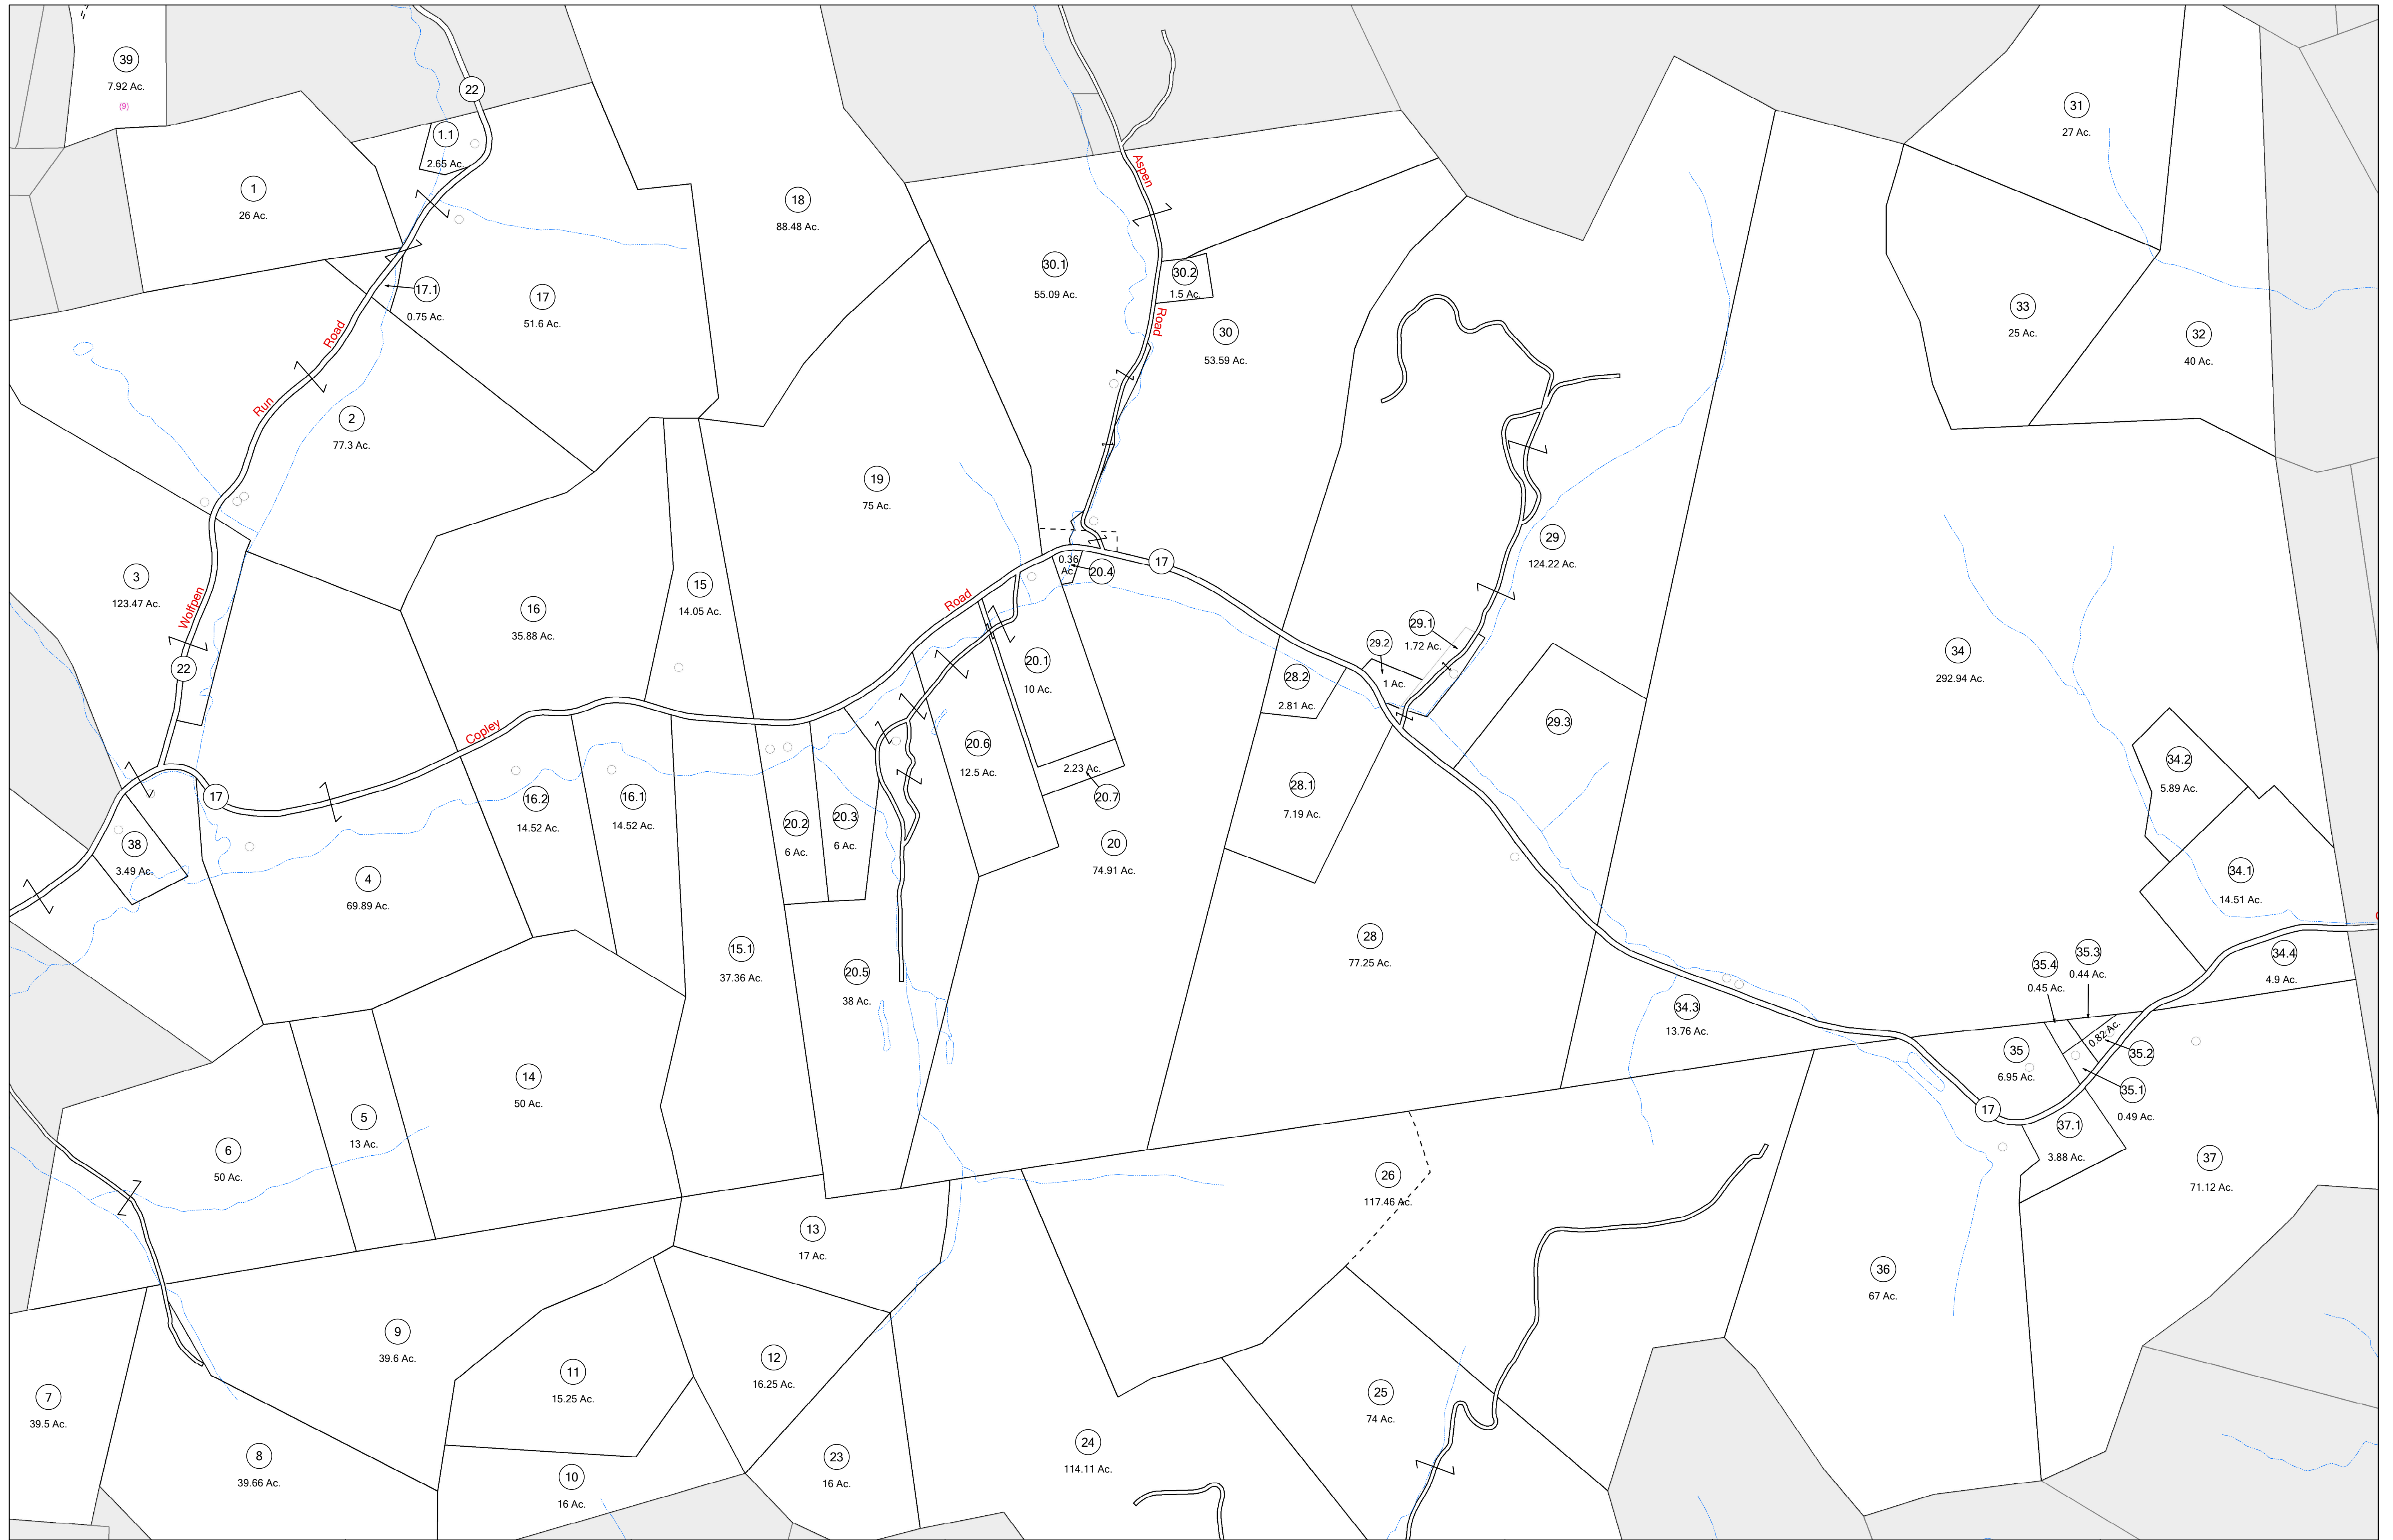 39
7.92 Ac.
(9)
22
1.1
2.65 Ac.
1
26 Ac.
18
88.48 Ac.
Aspen
31
27 Ac.
17.1
0.75 Ac.
17
51.6 Ac.
30.1
55.09 Ac.
30.2
1.5 Ac.
Road
30
53.59 Ac.
33
25 Ac.
32
40 Ac.
Road
Run
2
77.3 Ac.
19
75 Ac.
29
124.22 Ac.
3
123.47 Ac.
Wolfpen
22
16
35.88 Ac.
15
14.05 Ac.
Road
0.36
Ac.
20.4
17
20.1
10 Ac.
28.2
2.81 Ac.
29.2
1 Ac.
29.1
1.72 Ac.
34
292.94 Ac.
29.3
Copley
20.6
12.5 Ac.
2.23 Ac.
20.7
34.2
5.89 Ac.
17
16.2
14.52 Ac.
16.1
14.52 Ac.
20.2
6 Ac.
20.3
6 Ac.
28.1
7.19 Ac.
38
3.49 Ac.
4
69.89 Ac.
20
74.91 Ac.
34.1
14.51 Ac.
15.1
37.36 Ac.
20.5
38 Ac.
28
77.25 Ac.
35.4
0.45 Ac.
35.3
0.44 Ac.
34.4
4.9 Ac.
34.3
13.76 Ac.
35
6.95 Ac.
0.82 Ac.
35.2
35.1
0.49 Ac.
17
37.1
3.88 Ac.
37
71.12 Ac.
14
50 Ac.
5
13 Ac.
6
50 Ac.
26
117.46 Ac.
13
17 Ac.
36
67 Ac.
9
39.6 Ac.
11
15.25 Ac.
12
16.25 Ac.
7
39.5 Ac.
25
74 Ac.
8
39.66 Ac.
10
16 Ac.
23
16 Ac.
24
114.11 Ac.